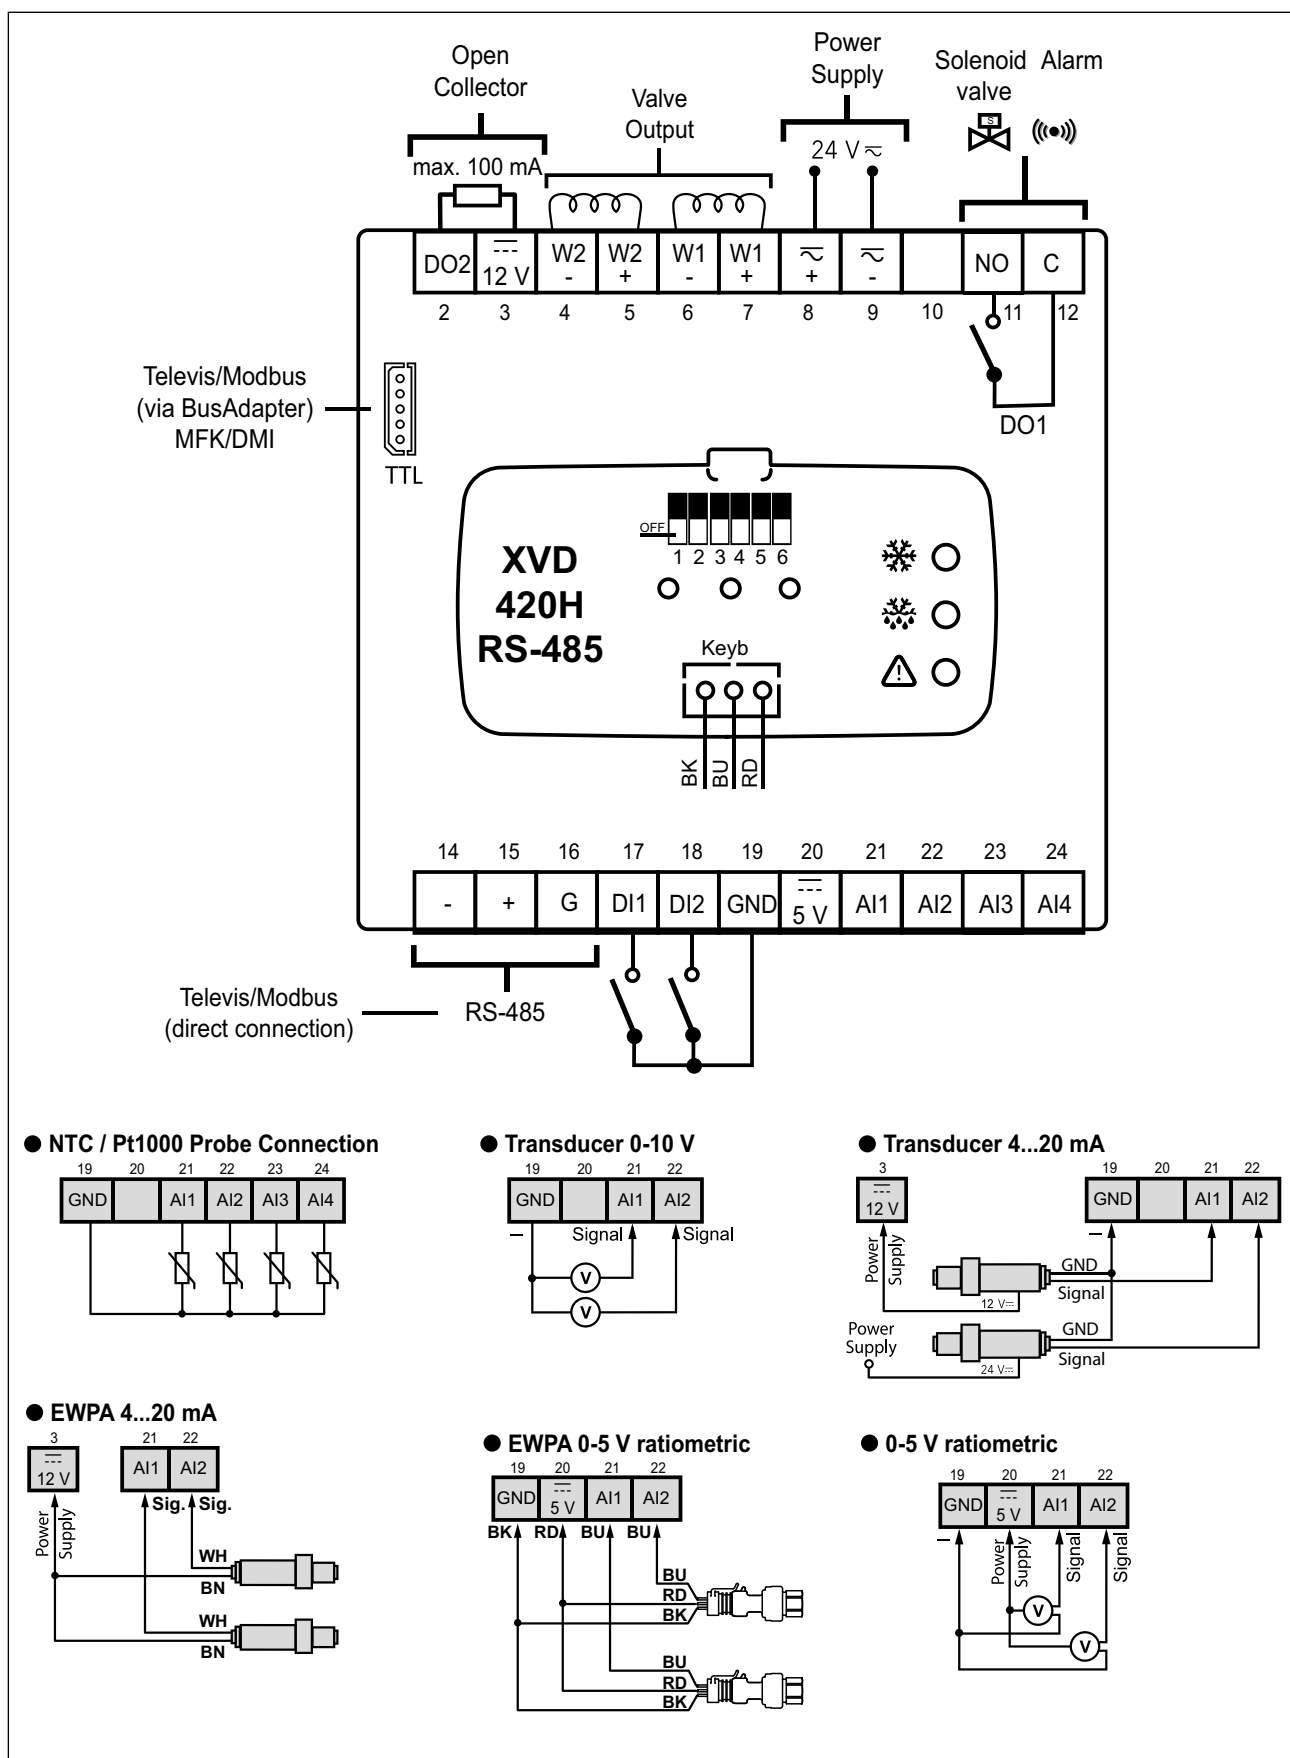 Open
Collector
Valve
Output
Power
Supply
Solenoid
valve
Alarm
S
max. 100 mA
24 V
DO2
12 V
W2
-
W2
+
W1
-
W1
+
+
-
NO
C
2 3 4 5 6 7 8 9 10 11 12
DO1
Televis/Modbus
(via BusAdapter)
MFK/DMI
TTL
OFF
1 2 3 4 5 6
XVD
420H
RS-485
Keyb
BK BU RD
14 15 16 17 18 19 20 21 22 23 24
- + G DI1 DI2 GND 5 V AI1 AI2 AI3 AI4
Televis/Modbus
(direct connection)
RS-485
● NTC / Pt1000 Probe Connection
19 20 21 22 23 24
GND AI1 AI2 AI3 AI4
● Transducer 0-10 V
19 20 21 22
GND AI1 AI2
Signal Signal
V
V
● Transducer 4...20 mA
3 19 20 21 22
12 V GND AI1 AI2
Power
Supply
GND
Signal
12 V
Power
Supply
GND
Signal
24 V
● EWPA 4...20 mA
3 21 22
12 V AI1 AI2
Sig. Sig.
Power
Supply
WH
BN
WH
BN
● EWPA 0-5 V ratiometric
19 20 21 22
GND 5 V AI1 AI2
BK RD BU BU
BU
RD
BK
BU
RD
BK
● 0-5 V ratiometric
19 20 21 22
GND 5 V AI1 AI2
Power
Supply
Signal
Signal
V
V